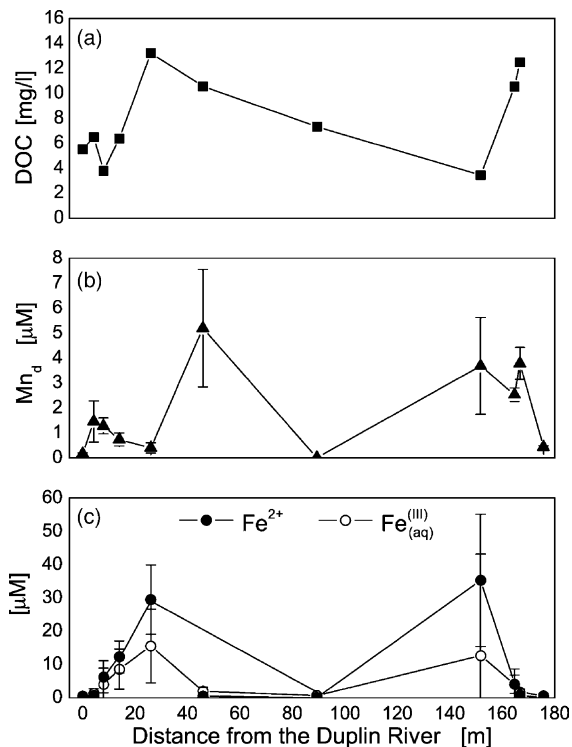 (a)
DOC [mg/l]
16
14
12
10
8
6
4
2
0
(b)
Mn_d [μM]
8
7
6
5
4
3
2
1
0
(c)
Fe²⁺ Fe(III)(aq)
[μM]
60
50
40
30
20
10
0
0 20 40 60 80 100 120 140 160 180
Distance from the Duplin River [m]